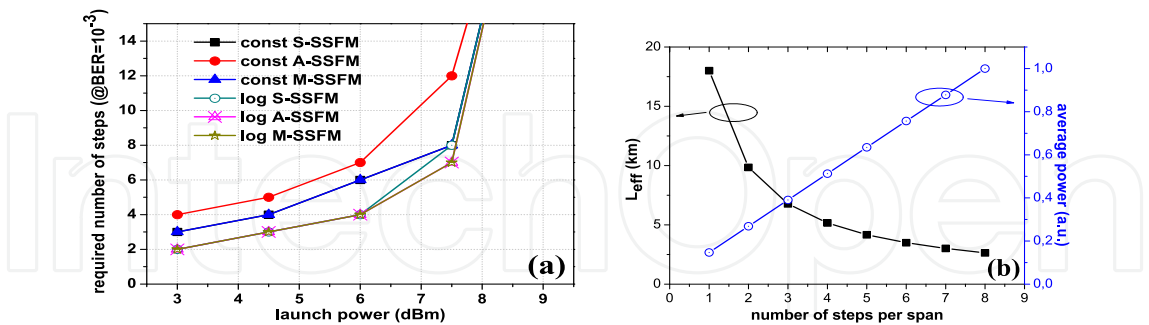 required number of steps (@BER=10⁻³)
14
12
10
8
6
4
2
0
const S-SSFM
const A-SSFM
const M-SSFM
log S-SSFM
log A-SSFM
log M-SSFM
(a)
3
4
5
6
7
8
9
launch power (dBm)
L_eff (km)
20
15
10
5
0
1,0
0,8
0,6
0,4
0,2
0,0
average power (a.u.)
(b)
0
1
2
3
4
5
6
7
8
9
number of steps per span
IntechOpen